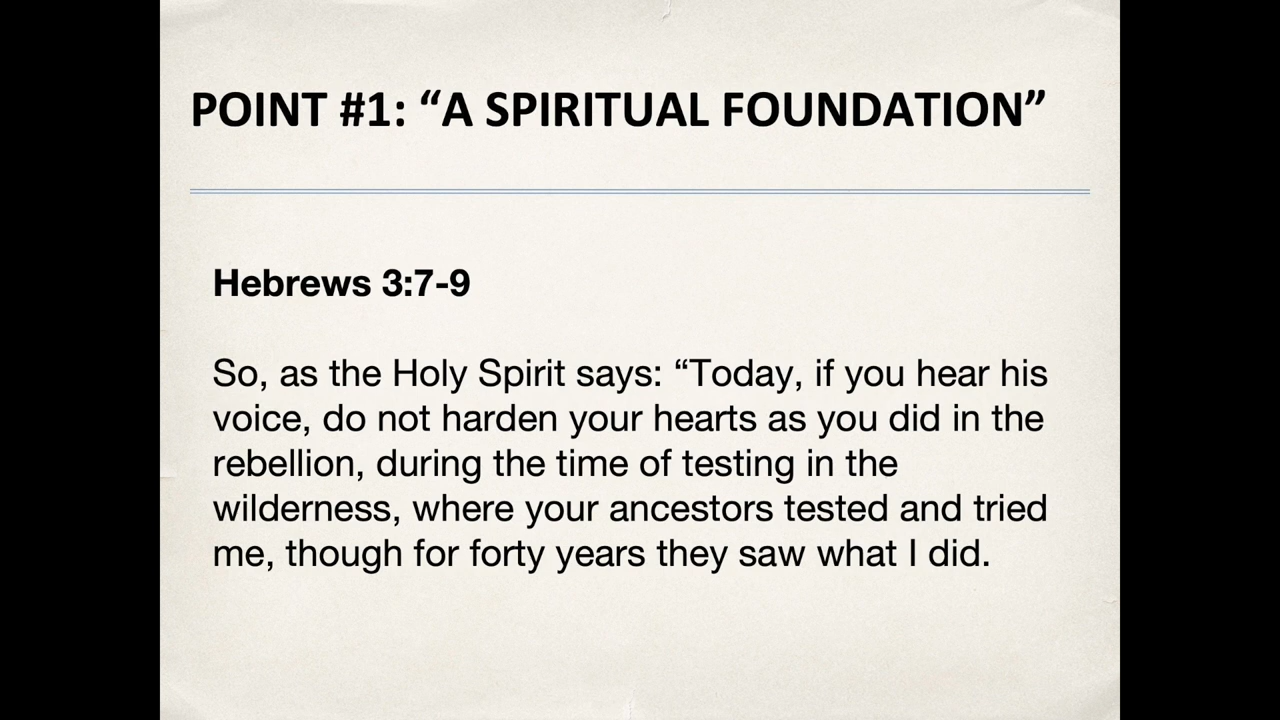 POINT #1: “A SPIRITUAL FOUNDATION”
Hebrews 3:7-9
So, as the Holy Spirit says: “Today, if you hear his
voice, do not harden your hearts as you did in the
rebellion, during the time of testing in the
wilderness, where your ancestors tested and tried
me, though for forty years they saw what I did.